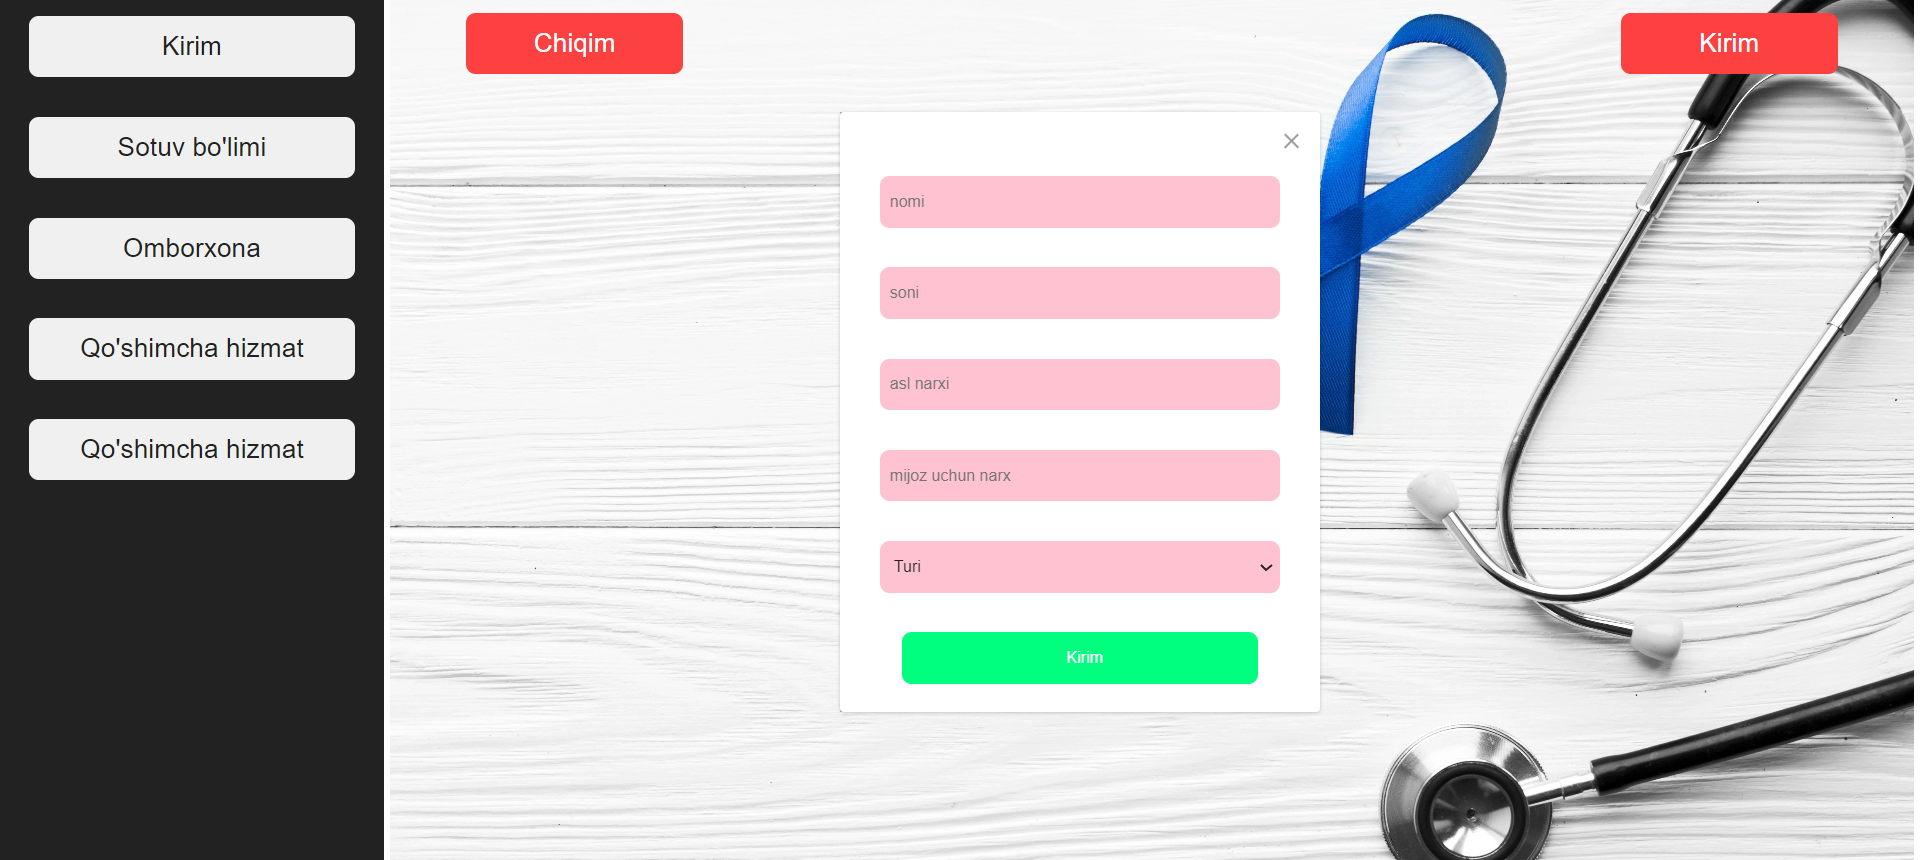 Kirim
Sotuv bo'limi
Omborxona
Qo'shimcha hizmat
Qo'shimcha hizmat
Chiqim
Kirim
nomi
soni
asl narxi
mijoz uchun narx
Turi
Kirim